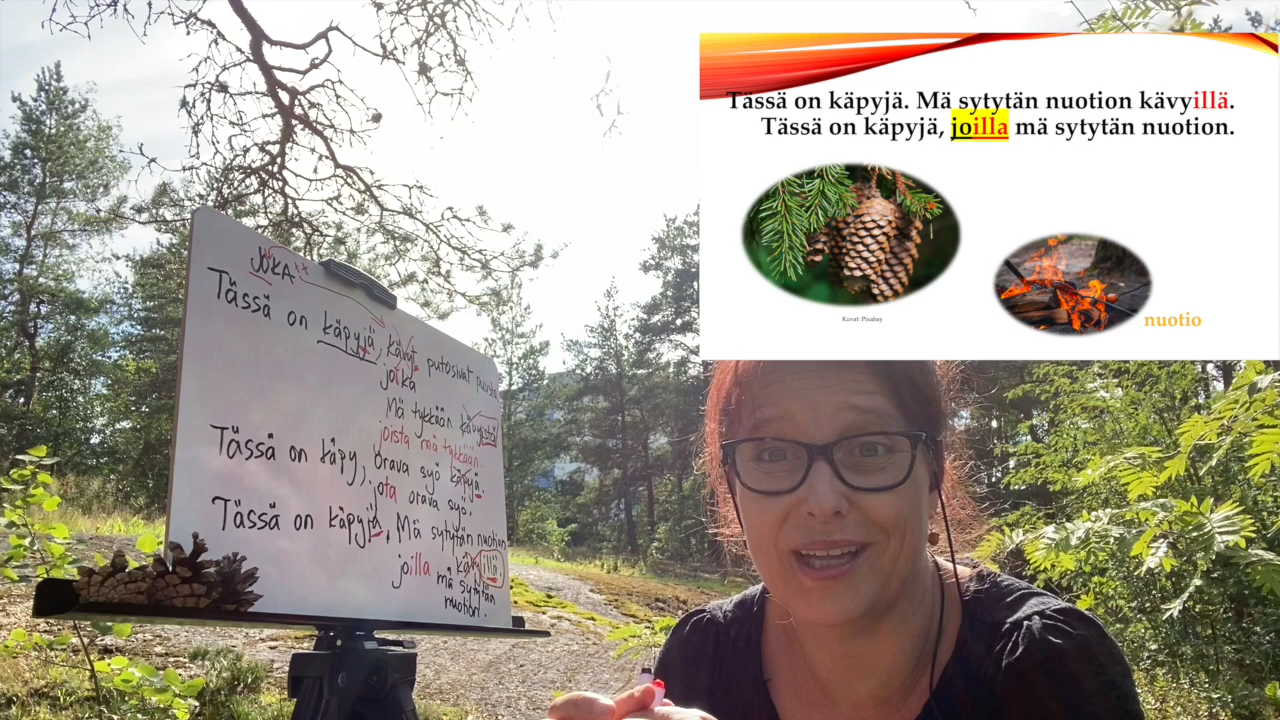 Tässä on käpyjä. Mä sytytän nuotion kävyillä.
Tässä on käpyjä, joilla mä sytytän nuotion.
Kuvat: Pixabay
nuotio
JOKA
Tässä on käpyjä, kävyt putosivat puusta
jotka
Mä tykkään kävyistä
joista mä tykkään.
Tässä on käpy, orava syö käpyä.
jota orava syö.
Tässä on käpyjä. Mä sytytän nuotion
kävyillä,
joilla mä sytytän
nuotion.